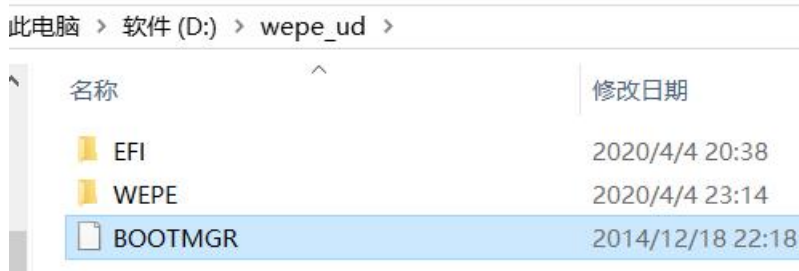 此电脑 > 软件 (D:) > wepe_ud >
名称 修改日期
EFI 2020/4/4 20:38
WEPE 2020/4/4 23:14
BOOTMGR 2014/12/18 22:18